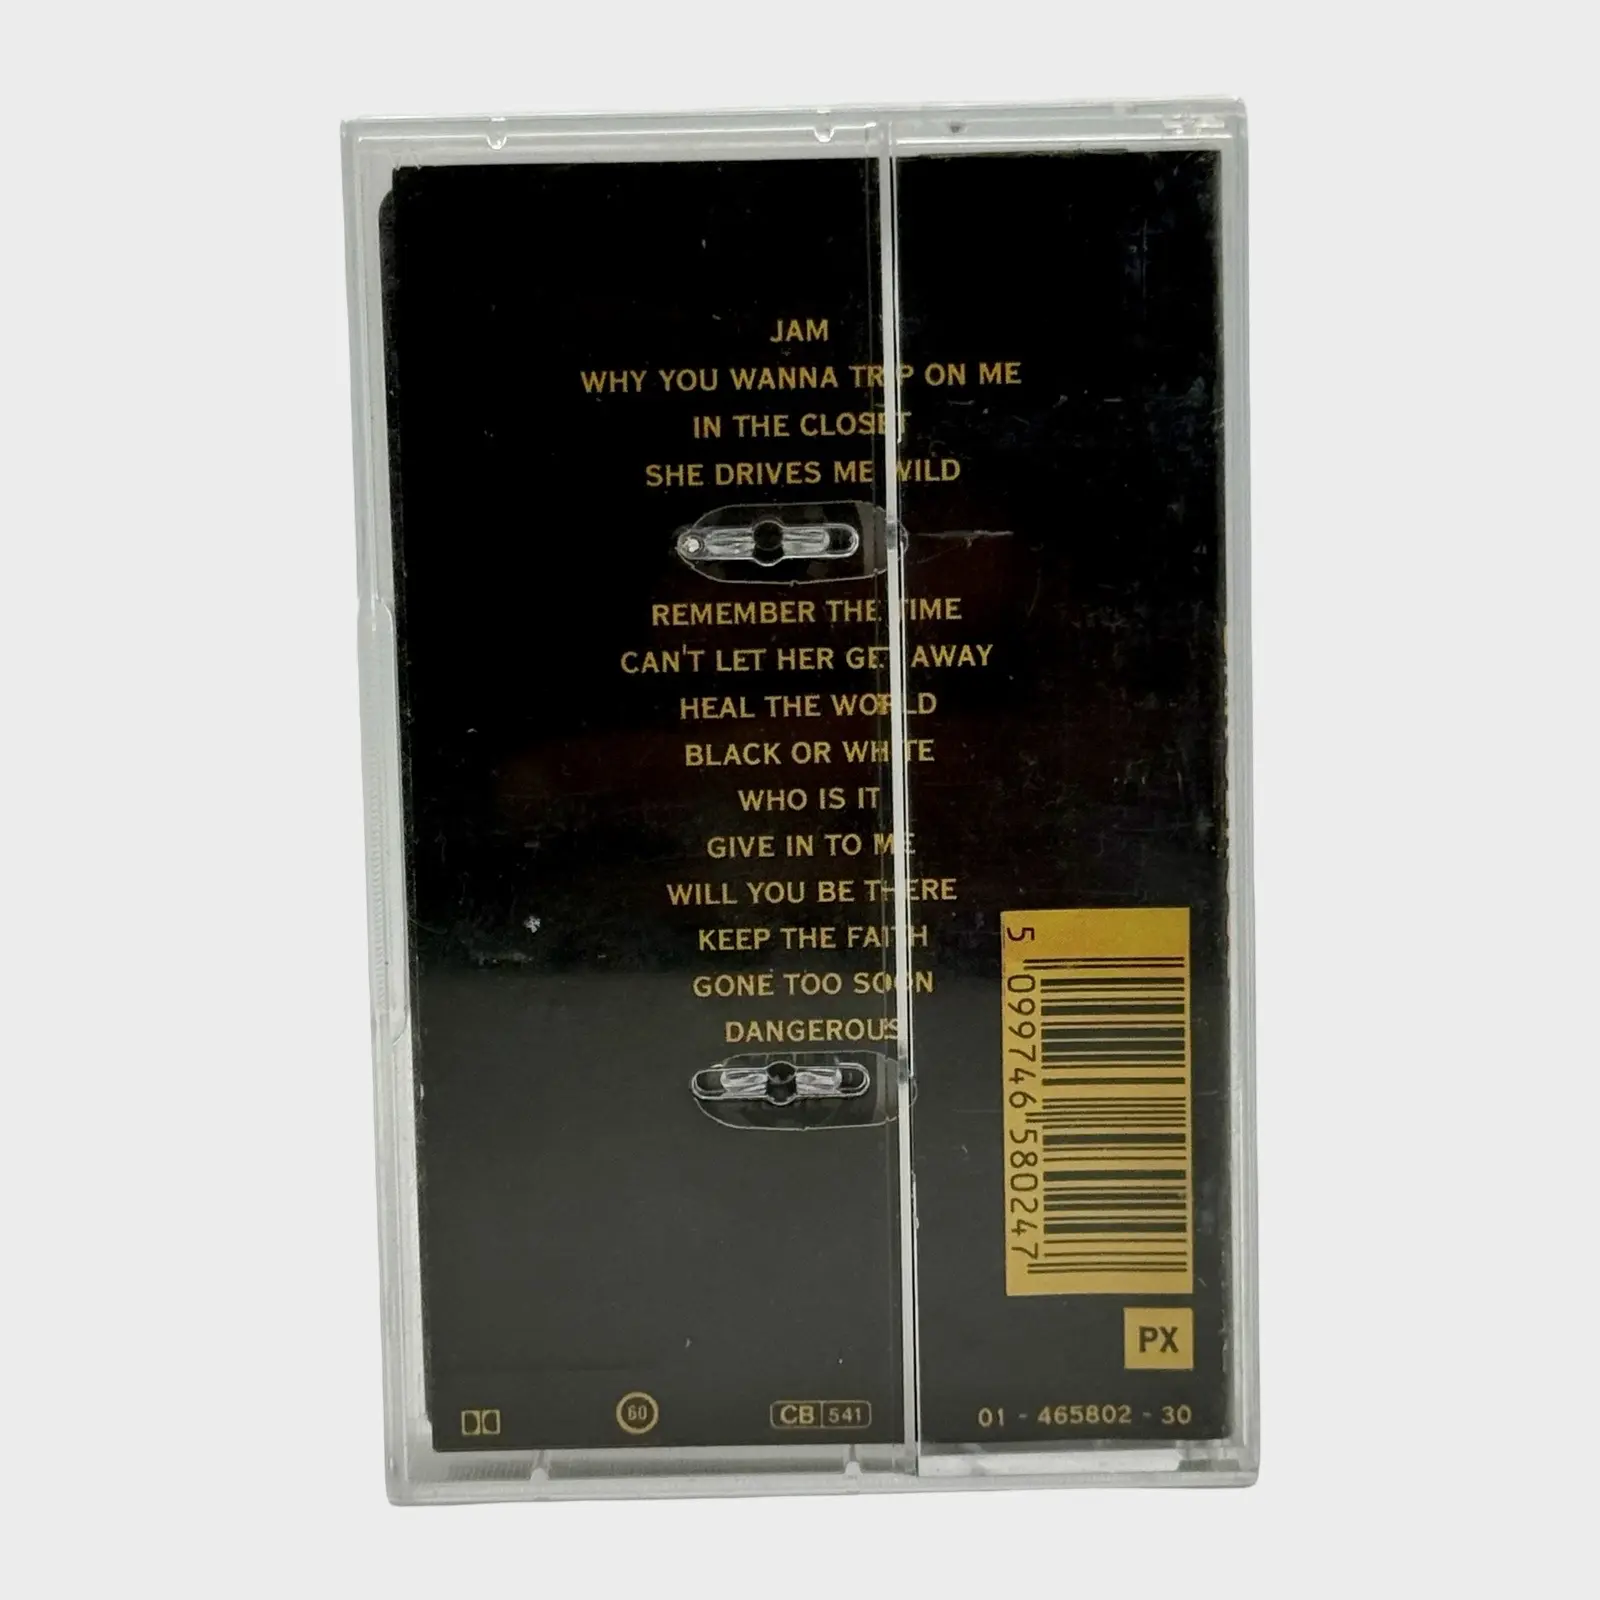 JAM
WHY YOU WANNA TRIP ON ME
IN THE CLOSET
SHE DRIVES ME WILD
REMEMBER THE TIME
CAN'T LET HER GET AWAY
HEAL THE WORLD
BLACK OR WHITE
WHO IS IT
GIVE IN TO ME
WILL YOU BE THERE
KEEP THE FAITH
GONE TOO SOON
DANGEROUS
5 099746 580247
PX
60
CB 541
01 - 465802 - 30